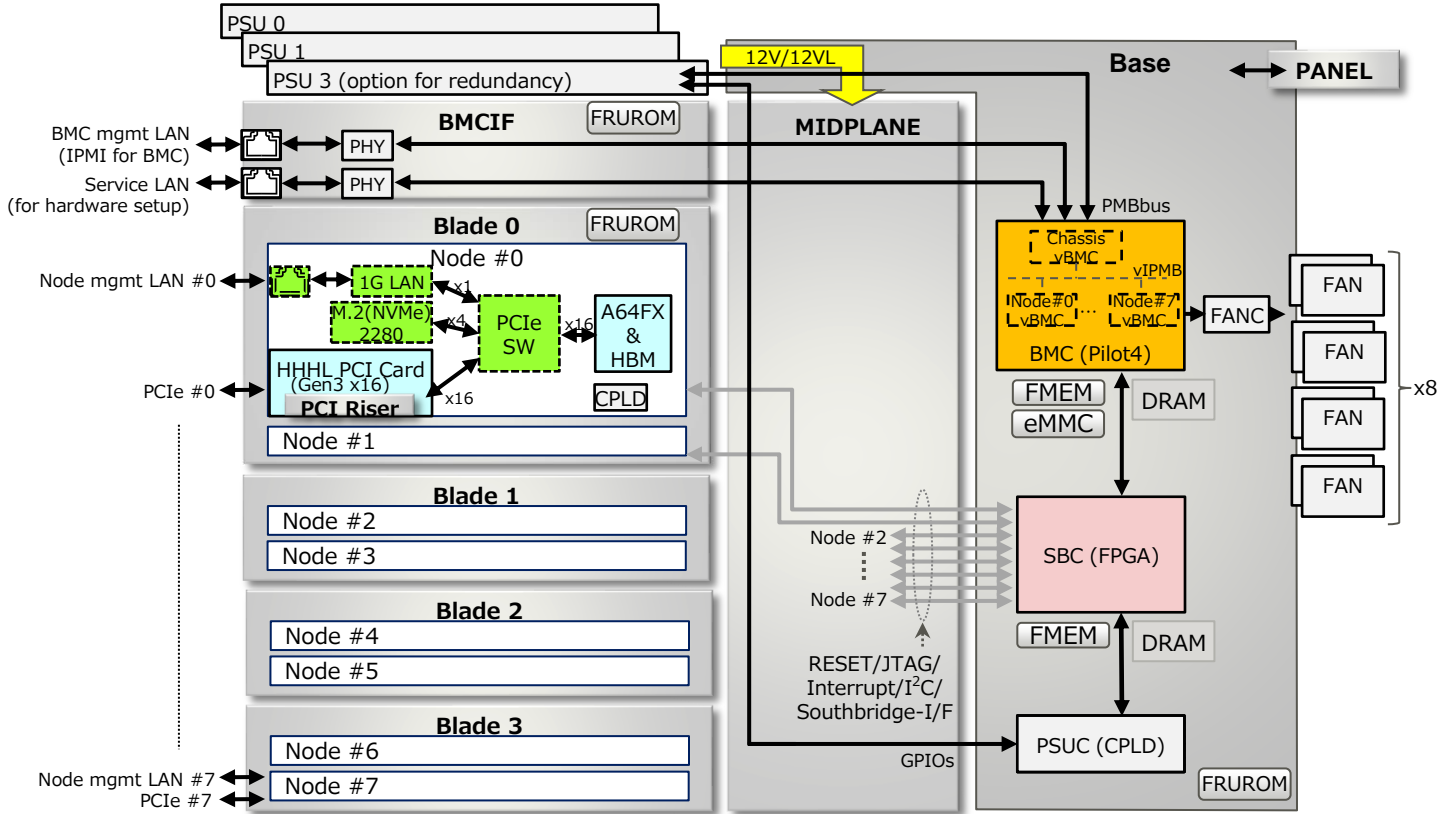 PSU 0
PSU 1
PSU 3 (option for redundancy)
12V/12VL
Base
PANEL
BMCIF
FRUROM
MIDPLANE
BMC mgmt LAN
(IPMI for BMC)
PHY
Service LAN
(for hardware setup)
PHY
PMBbus
Blade 0
FRUROM
Node #0
Node mgmt LAN #0
1G LAN
x1
M.2(NVMe)
2280
x4
PCIe
SW
x16
A64FX
&
HBM
HHHL PCI Card
(Gen3 x16)
PCI Riser
x16
CPLD
PCIe #0
Node #1
Chassis
vBMC
vIPMB
Node#0
vBMC
...
Node#7
vBMC
BMC (Pilot4)
FANC
FAN
FAN
FAN
FAN
x8
FMEM
eMMC
DRAM
Blade 1
Node #2
Node #3
Node #2
Node #7
SBC (FPGA)
Blade 2
Node #4
Node #5
FMEM
DRAM
RESET/JTAG/
Interrupt/I²C/
Southbridge-I/F
Blade 3
Node #6
Node #7
Node mgmt LAN #7
PCIe #7
GPIOs
PSUC (CPLD)
FRUROM